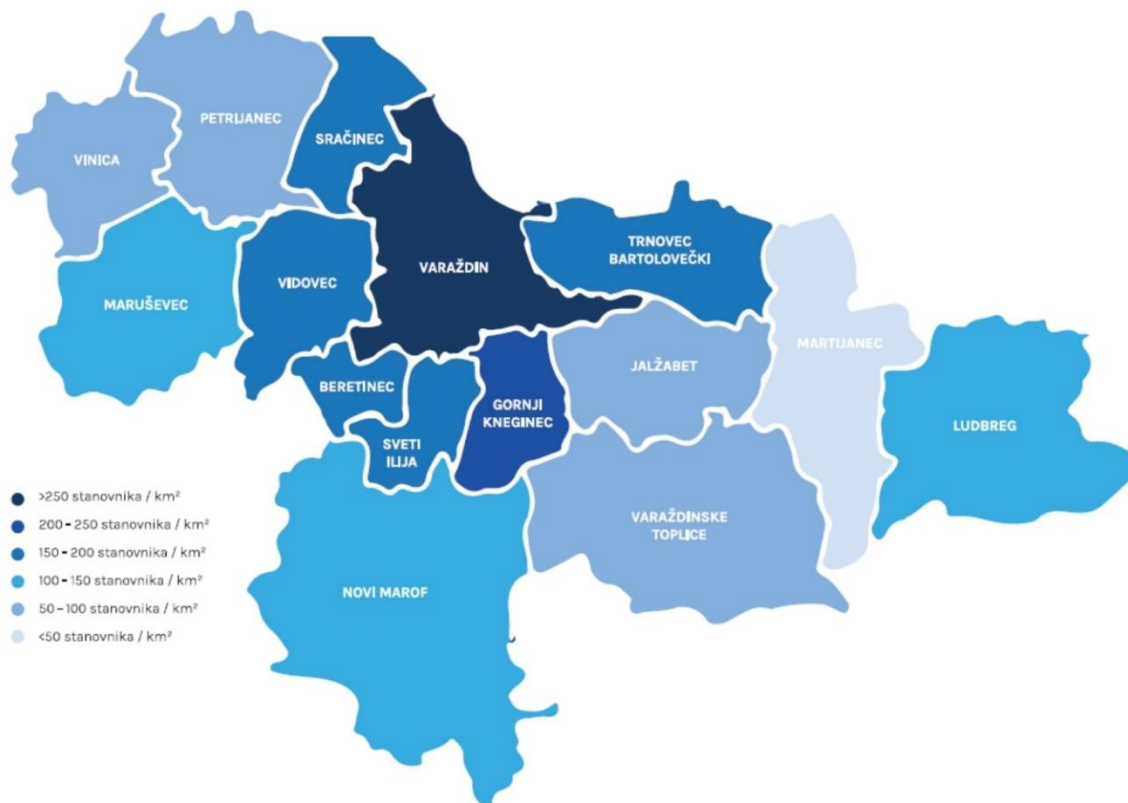 PETRIJANEC
SRAČINEC
VINICA
TRNOVEC
BARTOLOVEČKI
VARAŽDIN
VIDOVEC
MARUŠEVEC
MARTIJANEC
JALŽABET
BERETINEC
GORNJI
KNEGINEC
LUDBREG
SVETI
ILIJA
VARAŽDINSKE
TOPLICE
NOVI MAROF
>250 stanovnika / km²
200 – 250 stanovnika / km²
150 – 200 stanovnika / km²
100 – 150 stanovnika / km²
50 – 100 stanovnika / km²
<50 stanovnika / km²